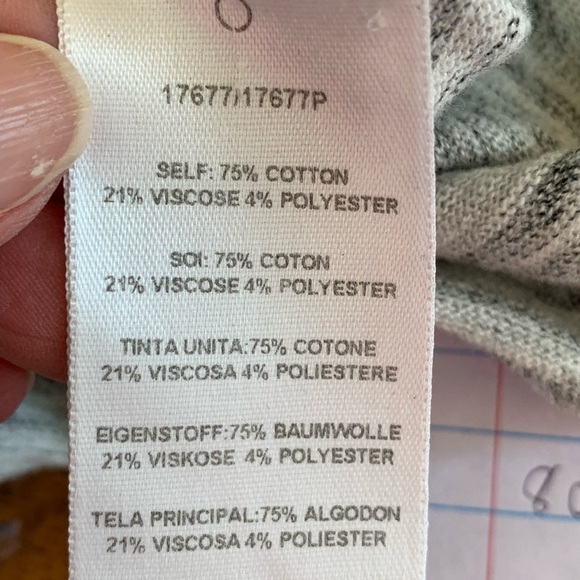 17677/17677P
SELF: 75% COTTON
21% VISCOSE 4% POLYESTER
SOI: 75% COTON
21% VISCOSE 4% POLYESTER
TINTA UNITA:75% COTONE
21% VISCOSA 4% POLIESTERE
EIGENSTOFF:75% BAUMWOLLE
21% VISKOSE 4% POLYESTER
TELA PRINCIPAL:75% ALGODON
21% VISCOSA 4% POLIESTER